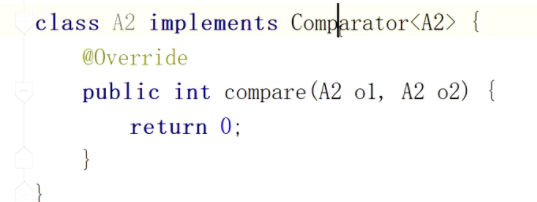 class A2 implements Comparator<A2> {
    @Override
    public int compare(A2 o1, A2 o2) {
        return 0;
    }
}